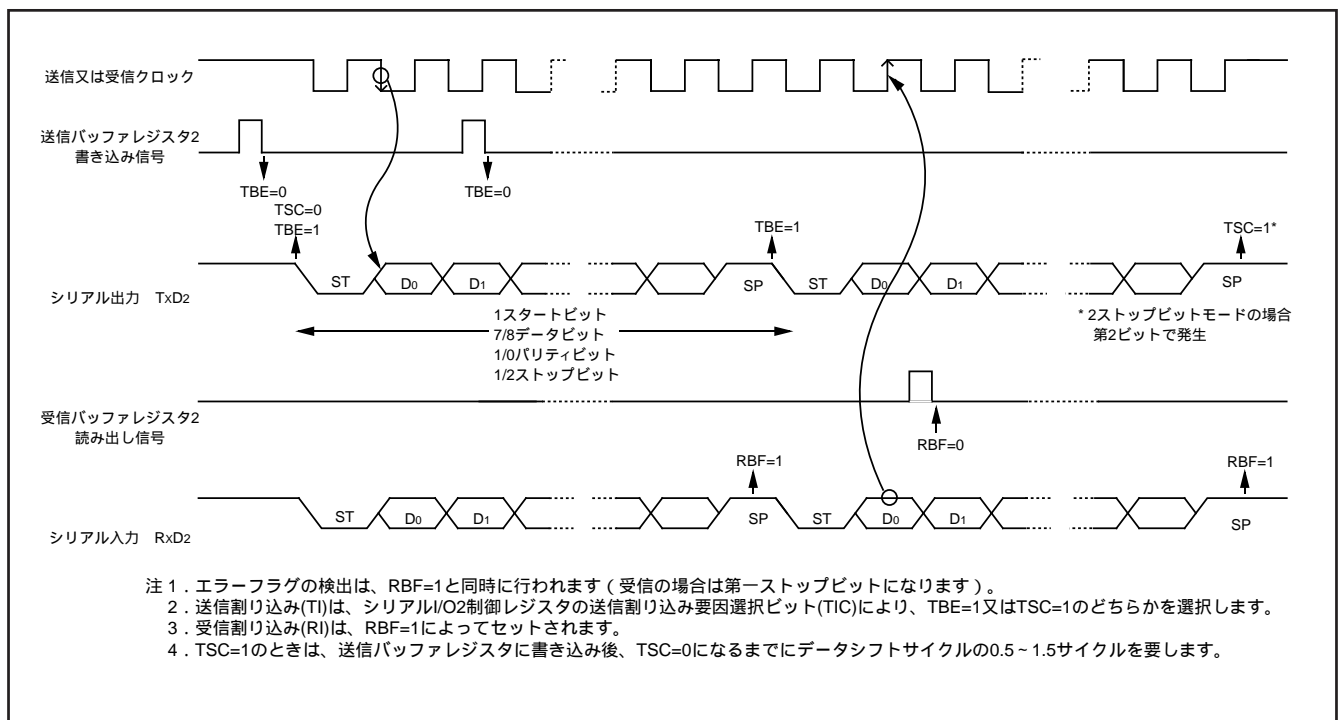 送信又は受信クロック
送信バッファレジスタ2
書き込み信号
TBE=0
TSC=0
TBE=1
TBE=0
TBE=1
TSC=1*
シリアル出力 TxD2
ST
D0
D1
SP
ST
D0
D1
SP
1スタートビット
7/8データビット
1/0パリティビット
1/2ストップビット
* 2ストップビットモードの場合
第2ビットで発生
受信バッファレジスタ2
読み出し信号
RBF=0
RBF=1
RBF=1
シリアル入力 RxD2
ST
D0
D1
SP
ST
D0
D1
SP
注 1．エラーフラグの検出は、RBF=1と同時に行われます ( 受信の場合は第一ストップビットになります ) 。
2．送信割り込み(TI)は、シリアルI/O2制御レジスタの送信割り込み要因選択ビット(TIC)により、TBE=1又はTSC=1のどちらかを選択します。
3．受信割り込み(RI)は、RBF=1によってセットされます。
4．TSC=1のときは、送信バッファレジスタに書き込み後、TSC=0になるまでにデータシフトサイクルの0.5 ~ 1.5サイクルを要します。